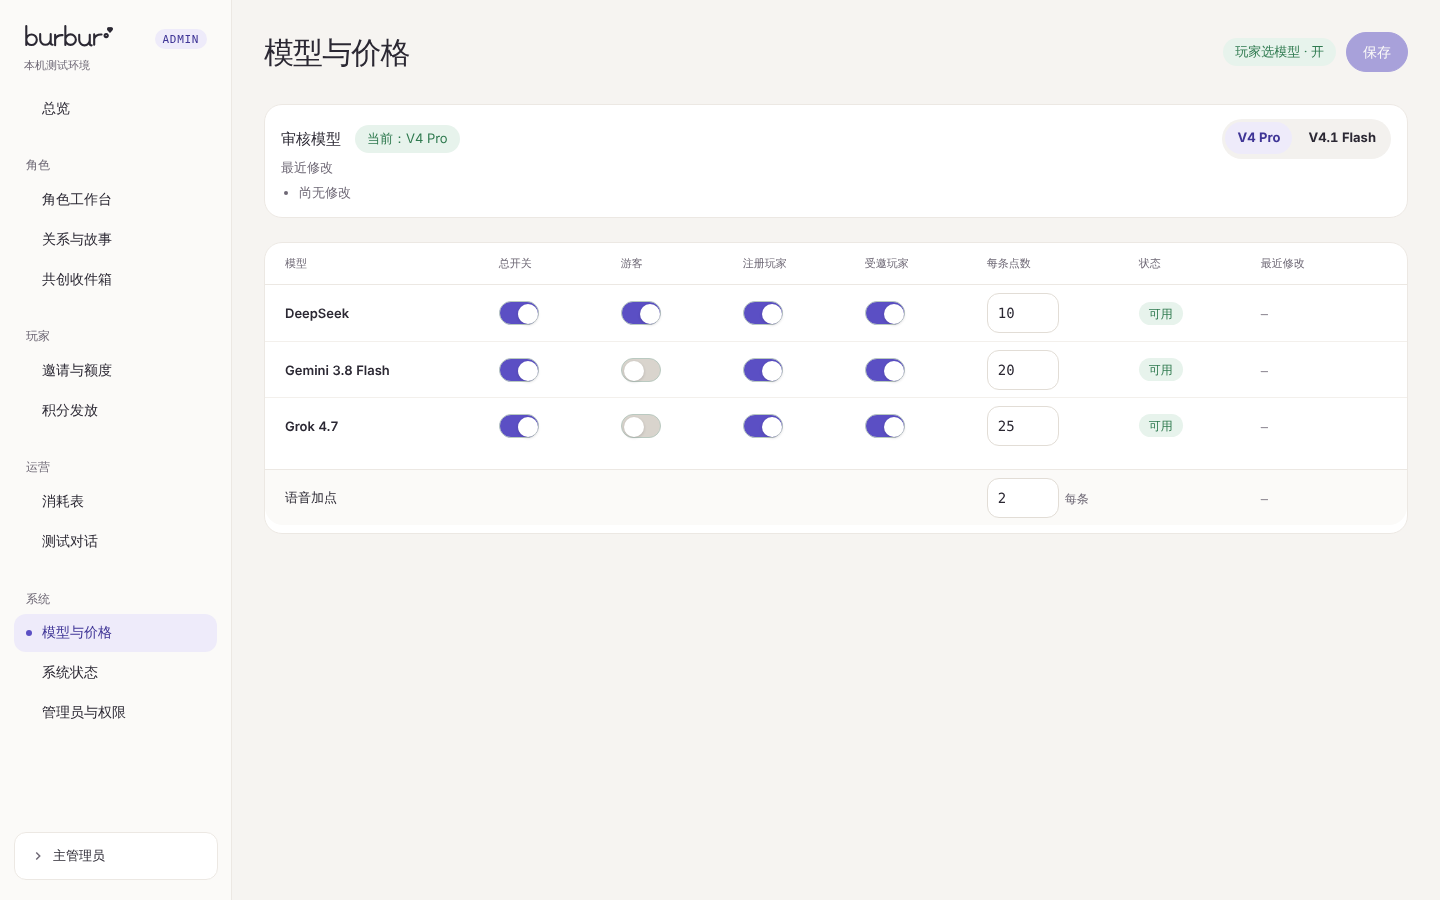 burbur
ADMIN
本机测试环境
总览
角色
角色工作台
关系与故事
共创收件箱
玩家
邀请与额度
积分发放
运营
消耗表
测试对话
系统
模型与价格
系统状态
管理员与权限
主管理员
模型与价格
玩家选模型 · 开
保存
审核模型
当前：V4 Pro
V4 Pro
V4.1 Flash
最近修改
• 尚无修改
模型 总开关 游客 注册玩家 受邀玩家 每条点数 状态 最近修改
DeepSeek 10 可用 –
Gemini 3.8 Flash 20 可用 –
Grok 4.7 25 可用 –
语音加点 2 每条 –